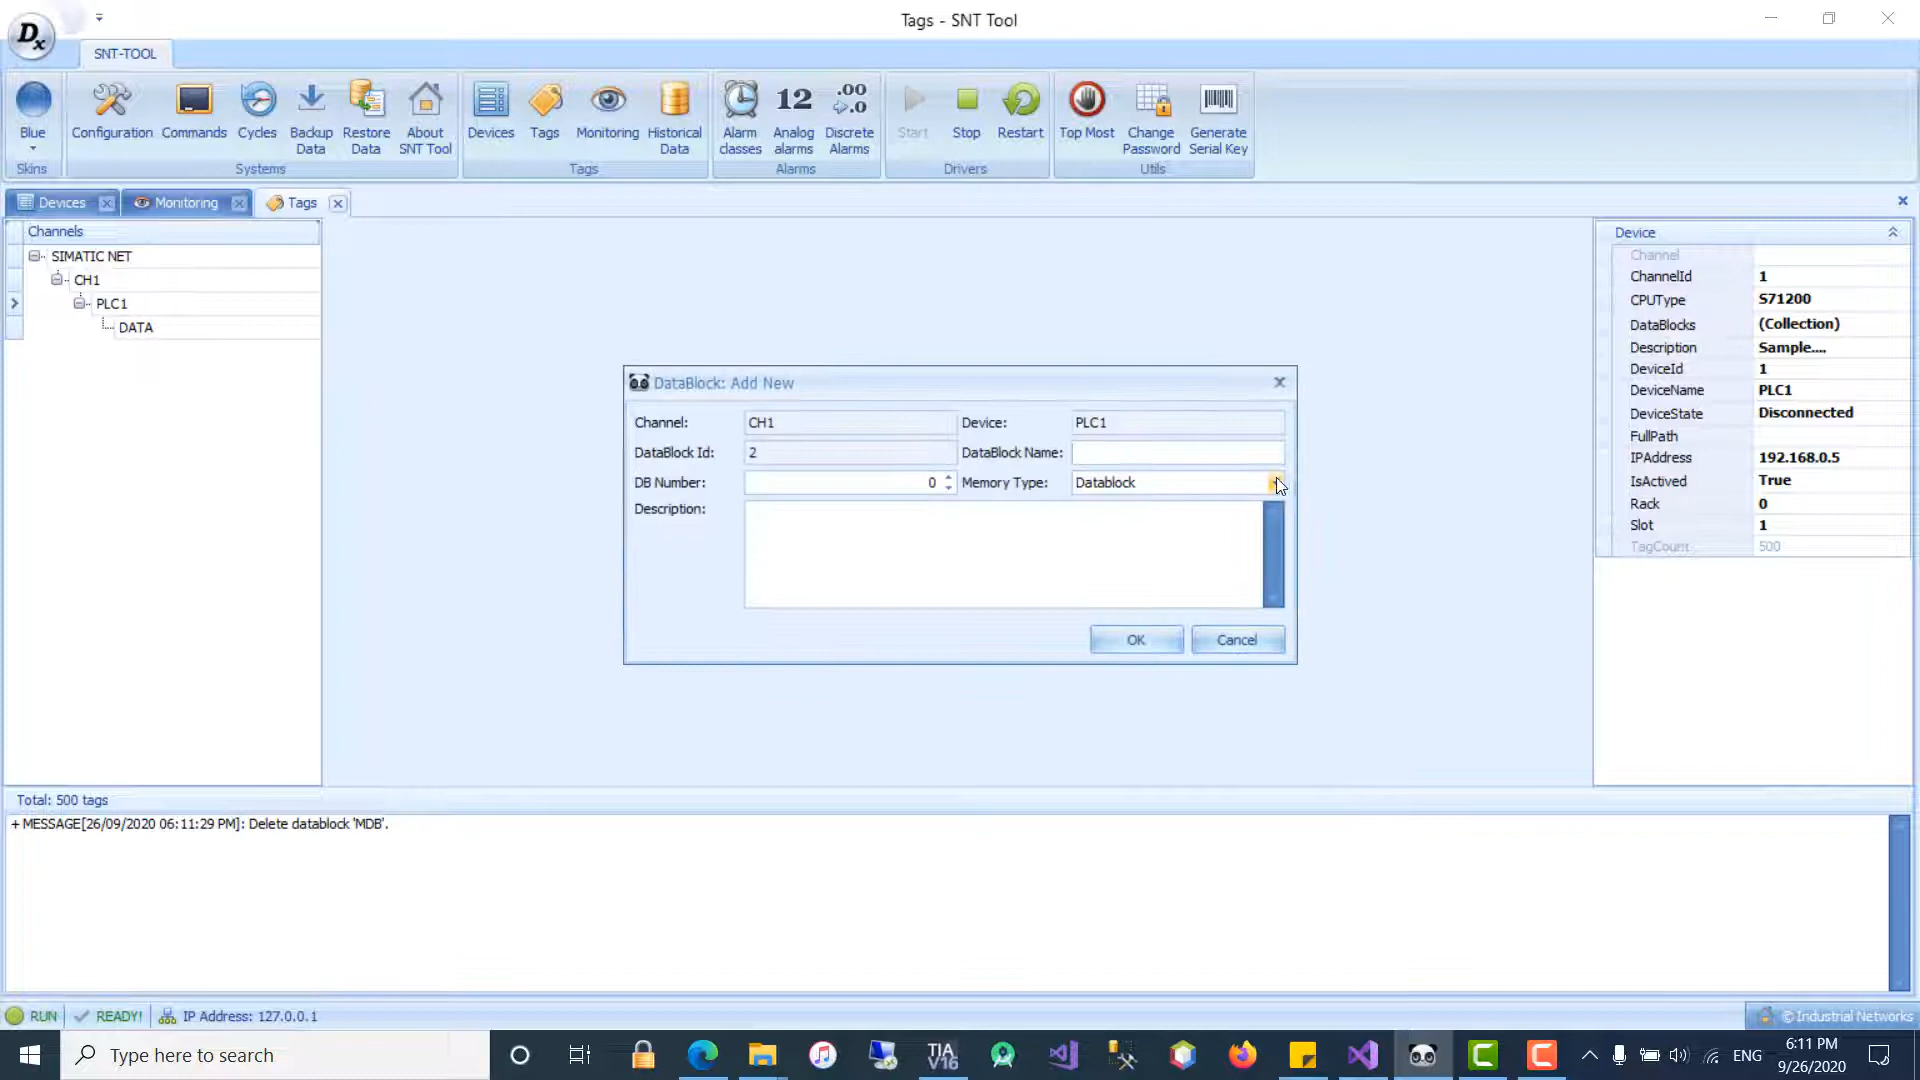 Tags - SNT Tool
SNT-TOOL
Blue
Configuration
Commands
Cycles
Backup Data
Restore Data
About SNT Tool
Devices
Tags
Monitoring
Historical Data
Alarm classes
12
Analog alarms
.00
.0
Discrete Alarms
Start
Stop
Restart
Top Most
Change Password
Generate Serial Key
Skins
Systems
Tags
Alarms
Drivers
Utils
Devices
Monitoring
Tags
Channels
SIMATIC NET
CH1
PLC1
DATA
DataBlock: Add New
Channel: CH1 Device: PLC1
DataBlock Id: 2 DataBlock Name:
DB Number: 0 Memory Type: Datablock
Description:
OK Cancel
Device
Channel
ChannelId 1
CPUType S71200
DataBlocks (Collection)
Description Sample....
DeviceId 1
DeviceName PLC1
DeviceState Disconnected
FullPath
IPAddress 192.168.0.5
IsActived True
Rack 0
Slot 1
TagCount 500
Total: 500 tags
+ MESSAGE[26/09/2020 06:11:29 PM]: Delete datablock 'MDB'.
RUN READY! IP Address: 127.0.0.1
© Industrial Networks
Type here to search
TIA V16
ENG
6:11 PM
9/26/2020